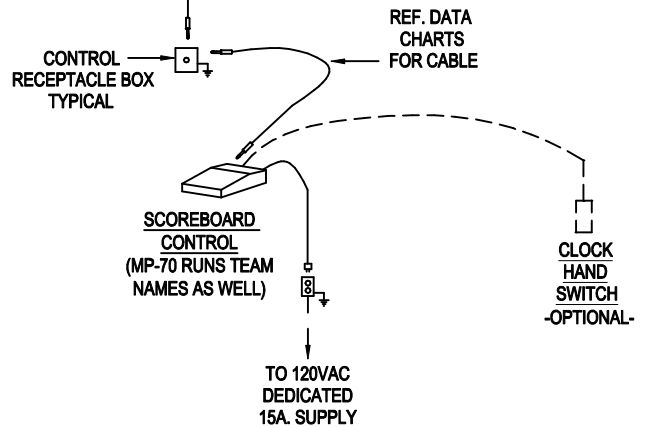 REF. DATA
CHARTS
FOR CABLE
CONTROL
RECEPTACLE BOX
TYPICAL
SCOREBOARD
CONTROL
(MP-70 RUNS TEAM
NAMES AS WELL)
CLOCK
HAND
SWITCH
-OPTIONAL-
TO 120VAC
DEDICATED
15A. SUPPLY